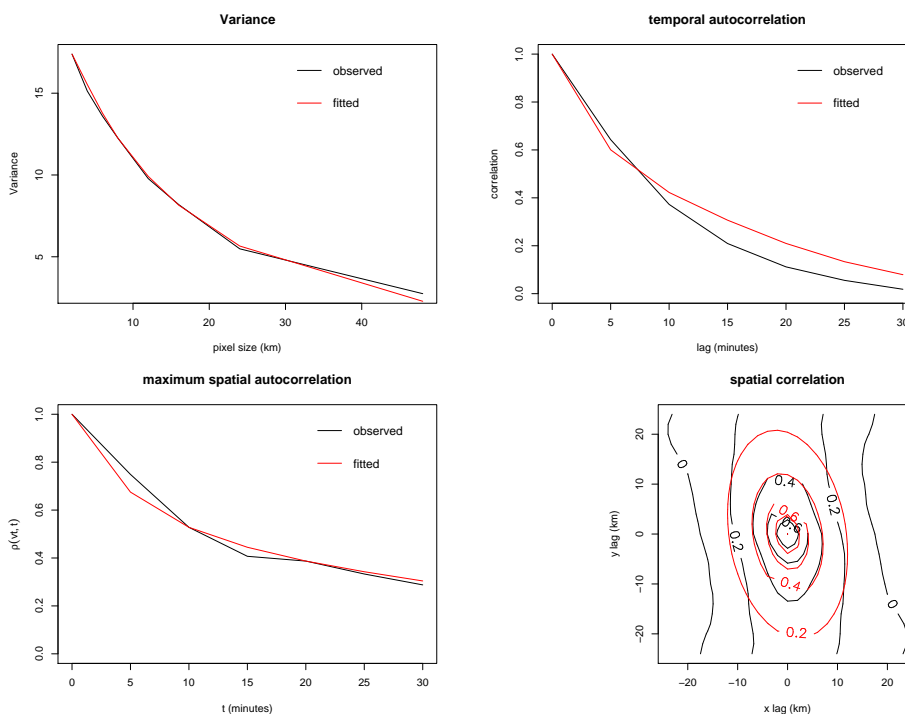 Variance
Variance
15
10
5
observed
fitted
10
20
30
40
pixel size (km)
temporal autocorrelation
correlation
1.0
0.8
0.6
0.4
0.2
0.0
observed
fitted
0
5
10
15
20
25
30
lag (minutes)
maximum spatial autocorrelation
ρ(vt, t)
1.0
0.8
0.6
0.4
0.2
0.0
observed
fitted
0
5
10
15
20
25
30
t (minutes)
spatial correlation
y lag (km)
20
10
0
−10
−20
0
0.4
0.2
0.6
0.6
0.2
0.4
0
0.2
−20
−10
0
10
20
x lag (km)